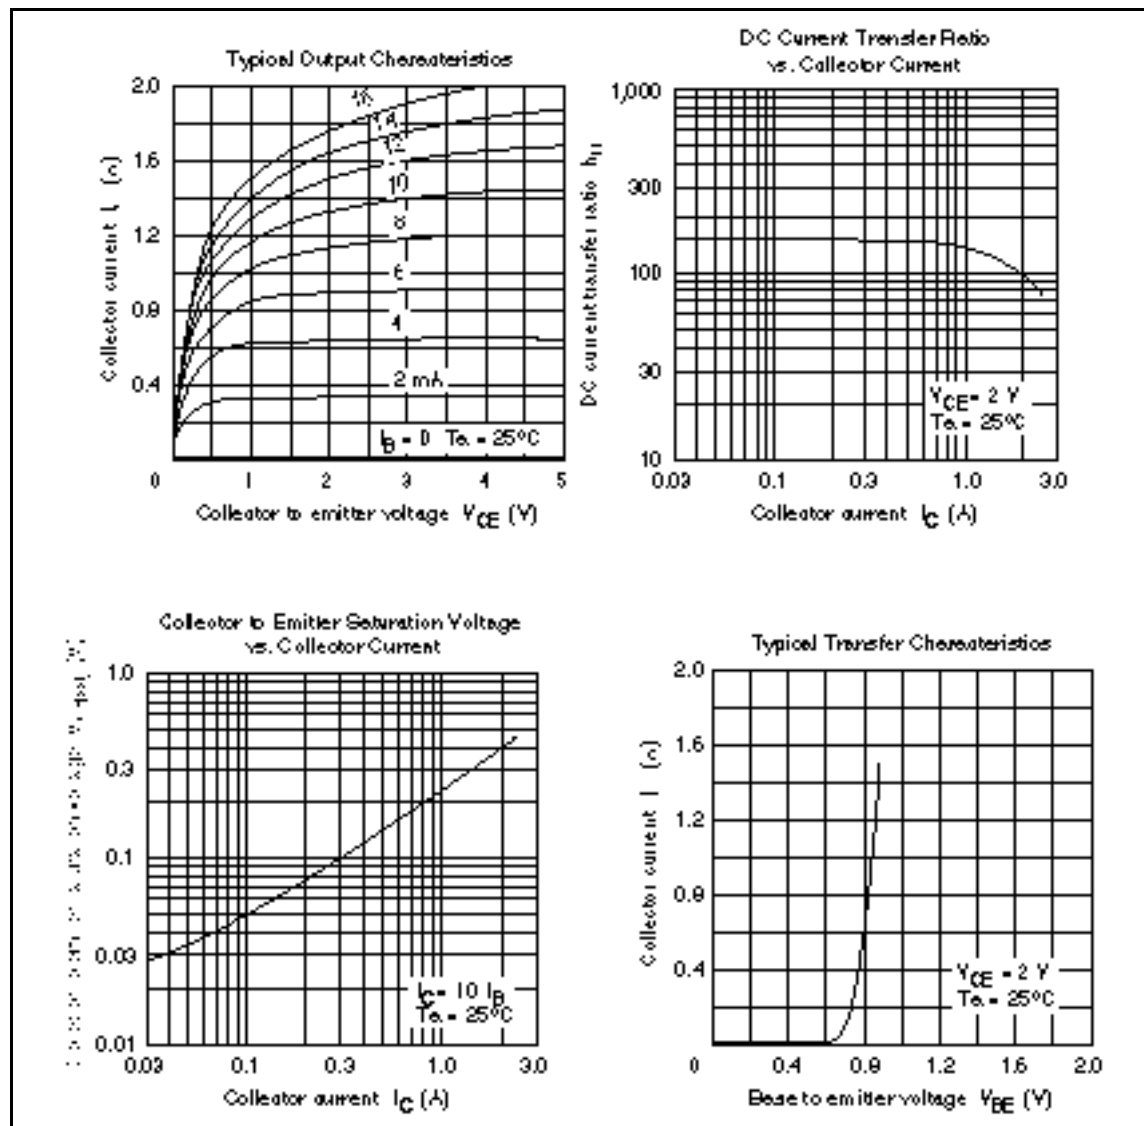 Typical Output Characteristics
2.0
1.6
1.2
0.8
0.4
0 1 2 3 4 5
16
14
12
10
8
6
4
2 mA
I_B = 0 Ta. = 25°C
Collector current I (A)
Collector to emitter voltage V_CE (V)
DC Current Transfer Ratio
vs. Collector Current
1,000
300
100
30
10
0.03 0.1 0.3 1.0 3.0
DC current transfer ratio
V_CE = 2 V
Ta. = 25°C
Collector current I_C (A)
Collector to Emitter Saturation Voltage
vs. Collector Current
1.0
0.3
0.1
0.03
0.01
0.03 0.1 0.3 1.0 3.0
I_C = 10 I_B
Ta. = 25°C
Collector current I_C (A)
Typical Transfer Characteristics
2.0
1.6
1.2
0.8
0.4
0 0.4 0.8 1.2 1.6 2.0
Collector current I (A)
V_CE = 2 V
Ta. = 25°C
Base to emitter voltage V_BE (V)